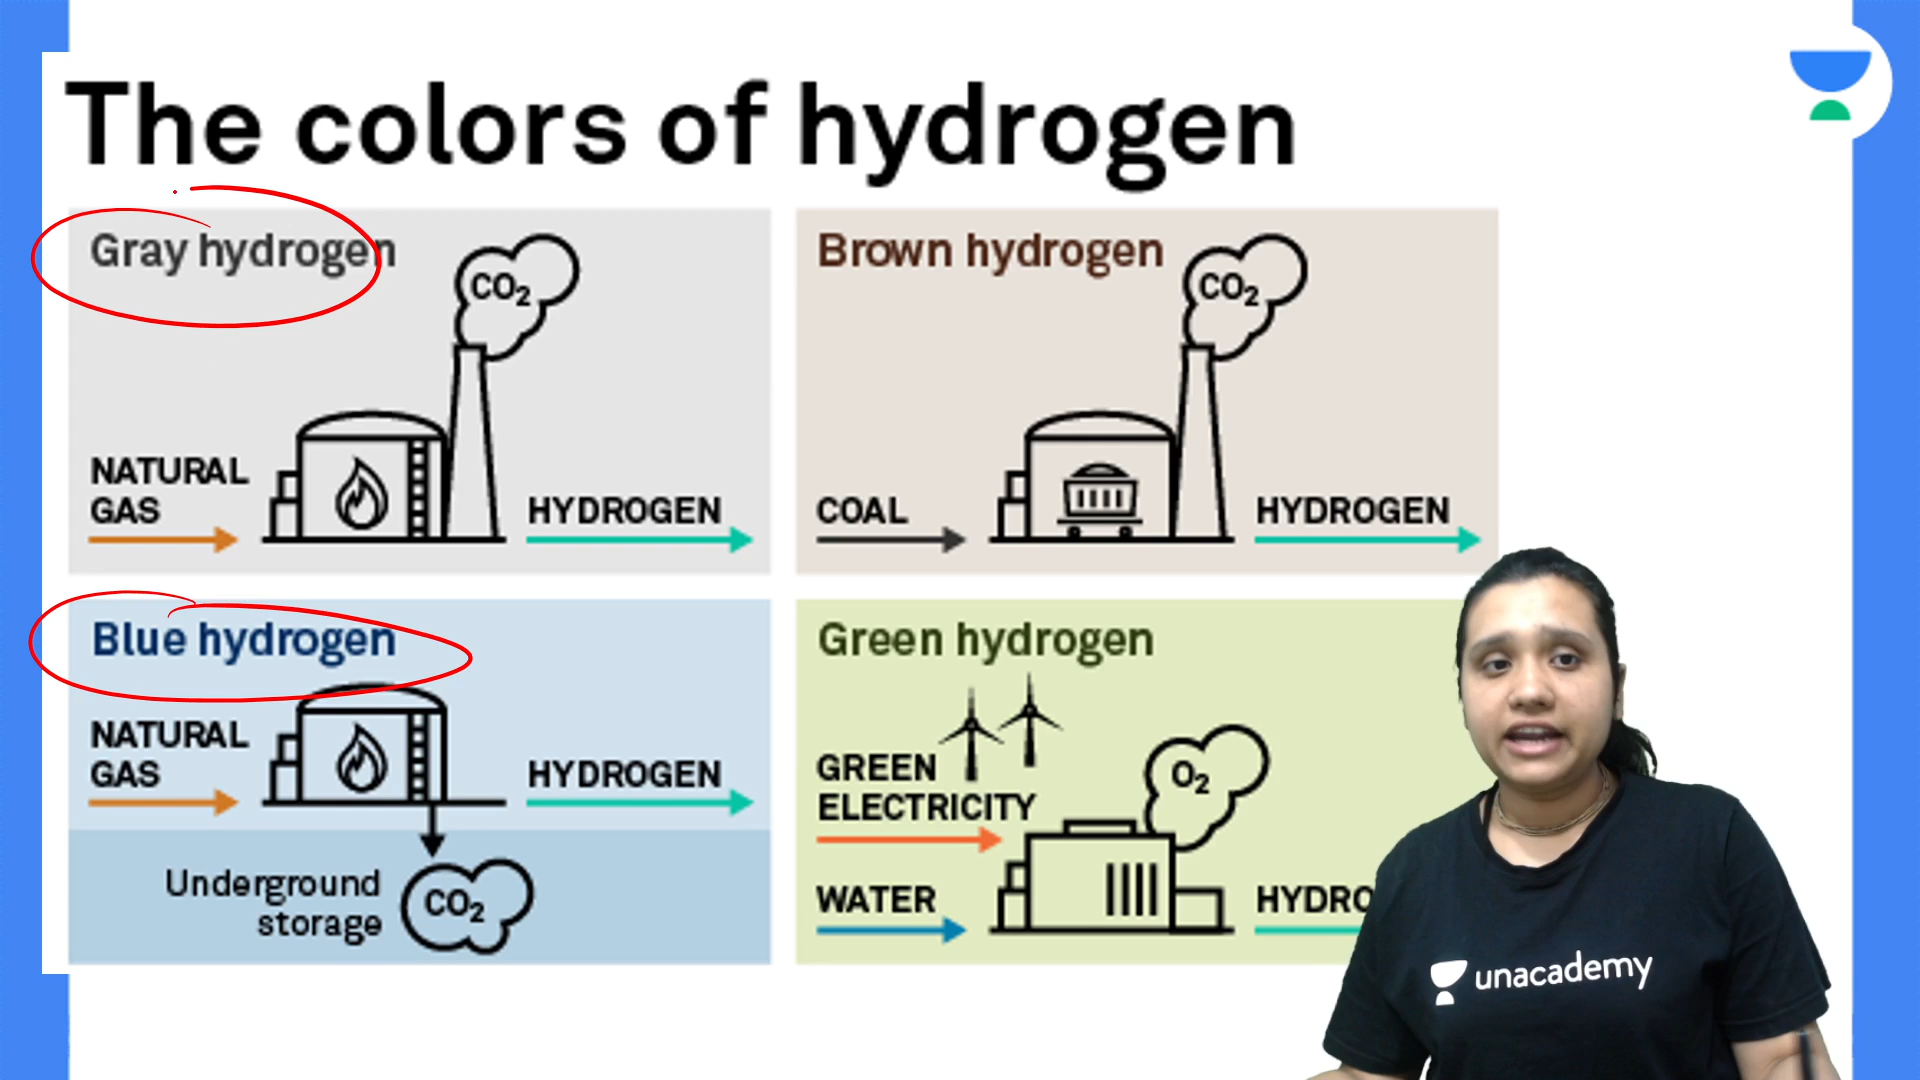 The colors of hydrogen
Gray hydrogen
CO₂
NATURAL
GAS
HYDROGEN
Brown hydrogen
CO₂
COAL
HYDROGEN
Blue hydrogen
NATURAL
GAS
HYDROGEN
Underground
storage
CO₂
Green hydrogen
GREEN
ELECTRICITY
O₂
WATER
HYDRO
unacademy